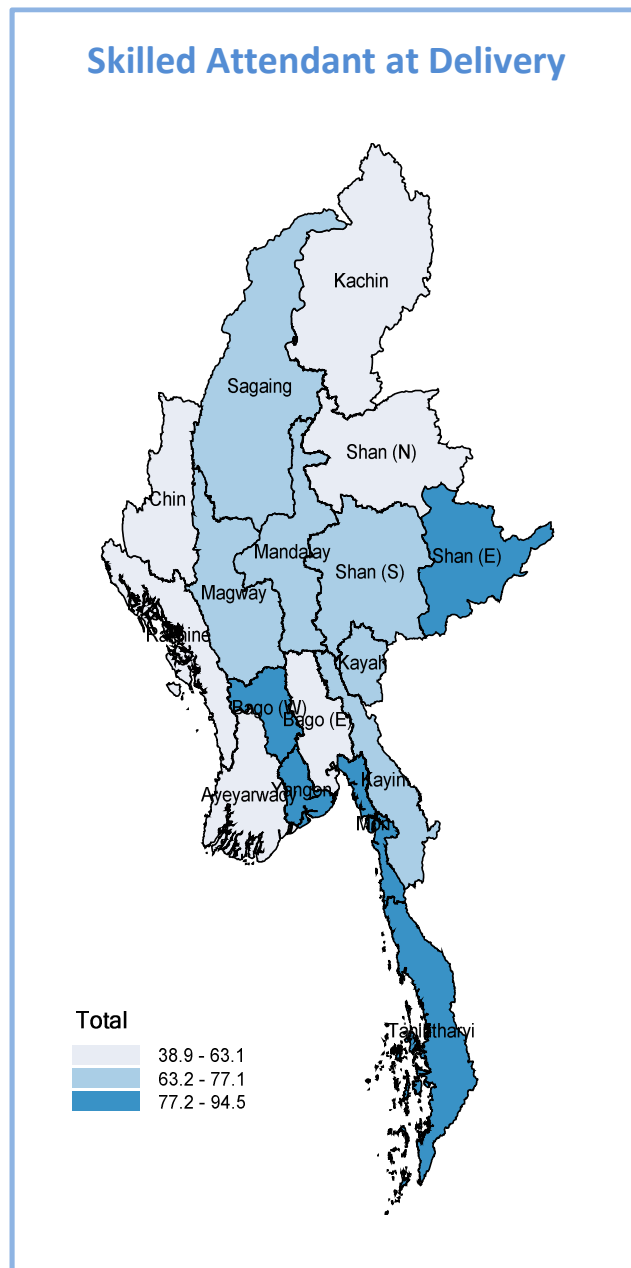 Skilled Attendant at Delivery
Kachin
Sagaing
Shan (N)
Chin
Mandalay
Shan (E)
Shan (S)
Magway
Rakhine
Kayah
Bago (W)
Bago (E)
Kayin
Yangon
Ayeyarwady
Mon
Tanintharyi
Total
38.9 - 63.1
63.2 - 77.1
77.2 - 94.5